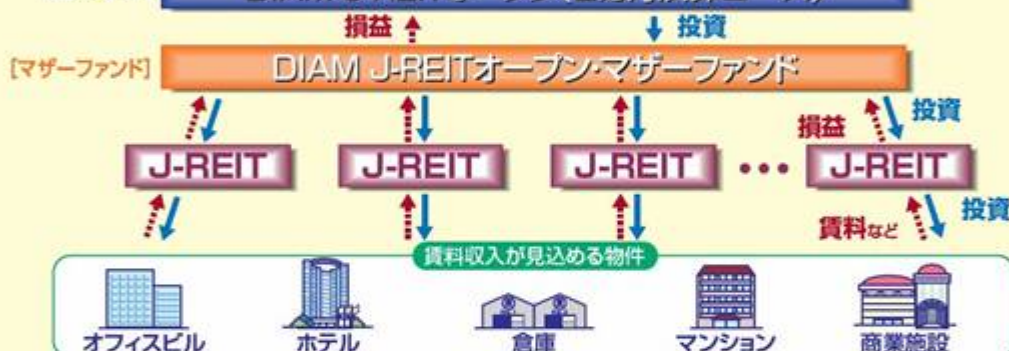 損益 投資
[マザーファンド] DIAM J-REITオープン・マザーファンド
損益 投資
J-REIT J-REIT J-REIT ••• J-REIT
賃料など 投資
賃料収入が見込める物件
オフィスビル ホテル 倉庫 マンション 商業施設